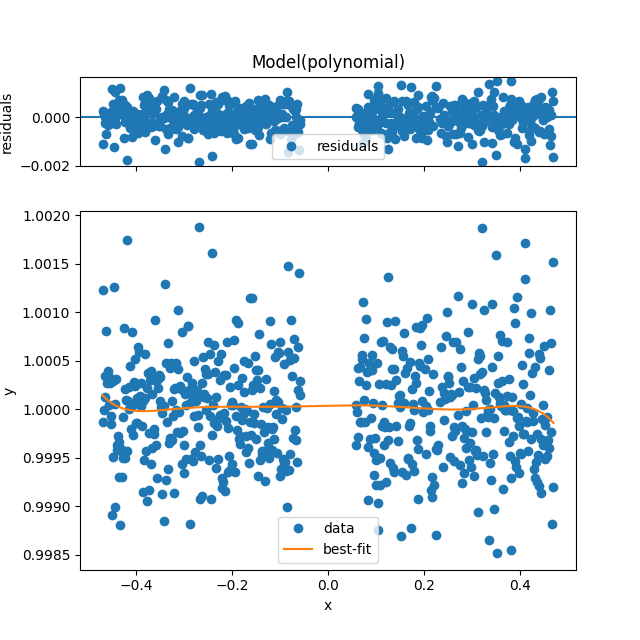 Model(polynomial)
residuals
0.000
−0.002
residuals
y
1.0020
1.0015
1.0010
1.0005
1.0000
0.9995
0.9990
0.9985
data
best-fit
−0.4 −0.2 0.0 0.2 0.4
x